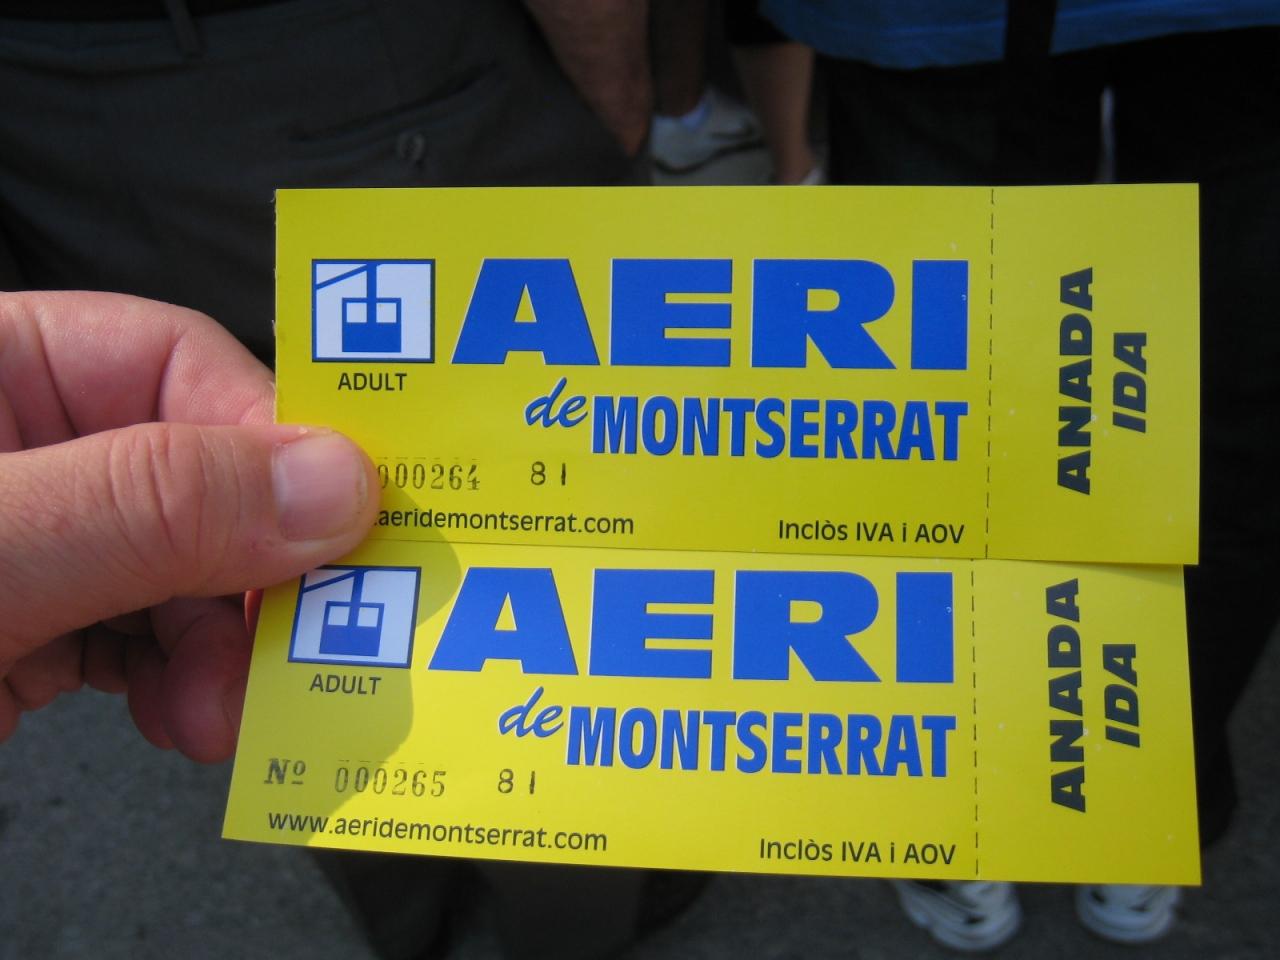 AERI
ADULT
de MONTSERRAT
000264 81
.aeridemontserrat.com
Inclòs IVA i AOV
ANADA
IDA
AERI
ADULT
de MONTSERRAT
Nº 000265 81
www.aeridemontserrat.com
Inclòs IVA i AOV
ANADA
IDA